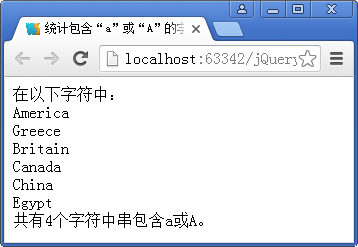 统计包含“a”或“A”的字
localhost:63342/jQuery
在以下字符中：
America
Greece
Britain
Canada
China
Egypt
共有4个字符中串包含a或A。